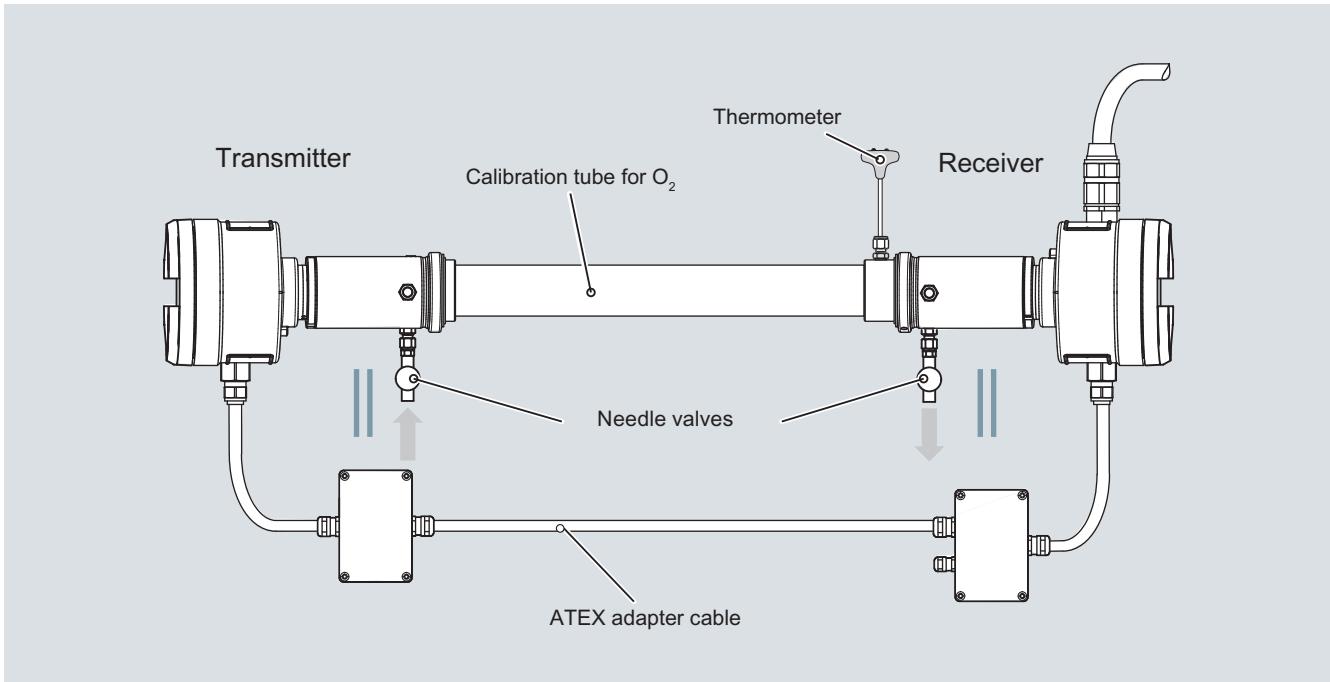 Thermometer
Transmitter
Receiver
Calibration tube for O₂
Needle valves
ATEX adapter cable